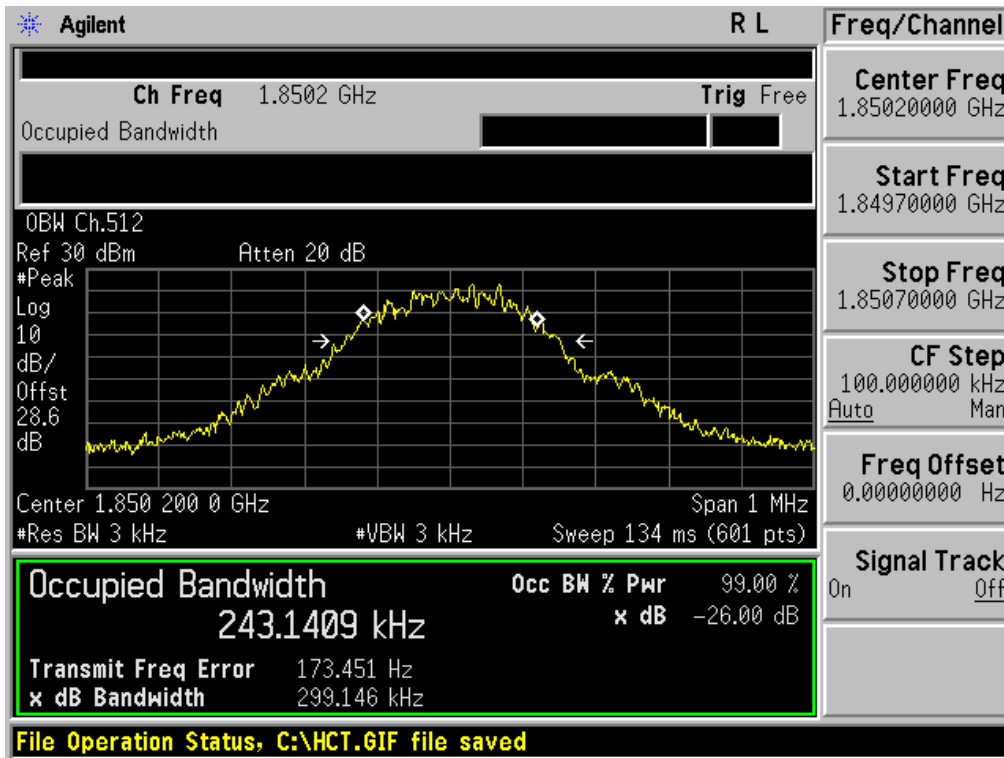 Agilent
R L
Freq/Channel
Ch Freq 1.8502 GHz
Trig Free
Occupied Bandwidth
Center Freq
1.85020000 GHz
Start Freq
1.84970000 GHz
Stop Freq
1.85070000 GHz
CF Step
100.000000 kHz
Auto Man
Freq Offset
0.00000000 Hz
Signal Track
On Off
OBW Ch.512
Ref 30 dBm Atten 20 dB
#Peak
Log
10
dB/
Offst
28.6
dB
Center 1.850 200 0 GHz Span 1 MHz
#Res BW 3 kHz #VBW 3 kHz Sweep 134 ms (601 pts)
Occupied Bandwidth
243.1409 kHz
Occ BW % Pwr 99.00 %
x dB -26.00 dB
Transmit Freq Error 173.451 Hz
x dB Bandwidth 299.146 kHz
File Operation Status, C:\HCT.GIF file saved